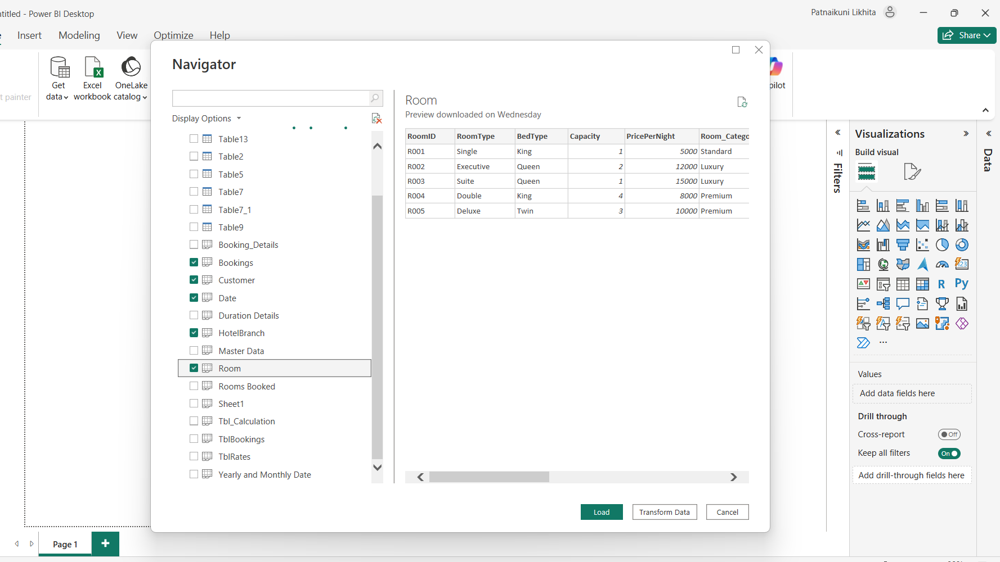 ntitled - Power BI Desktop
Patnaikuni Likhita
Insert
Modeling
View
Optimize
Help
Share
t painter
Get data
Excel workbook
OneLake catalog
pilot
Navigator
Display Options
Table13
Table2
Table5
Table7
Table7_1
Table9
Booking_Details
Bookings
Customer
Date
Duration Details
HotelBranch
Master Data
Room
Rooms Booked
Sheet1
Tbl_Calculation
TblBookings
TblRates
Yearly and Monthly Date
Room
Preview downloaded on Wednesday
RoomID RoomType BedType Capacity PricePerNight Room_Catego
R001 Single King 1 5000 Standard
R002 Executive Queen 2 12000 Luxury
R003 Suite Queen 1 15000 Luxury
R004 Double King 4 8000 Premium
R005 Deluxe Twin 3 10000 Premium
Load
Transform Data
Cancel
Filters
Visualizations
Build visual
123
R
Py
Values
Add data fields here
Drill through
Cross-report
Off
Keep all filters
On
Add drill-through fields here
Data
Page 1